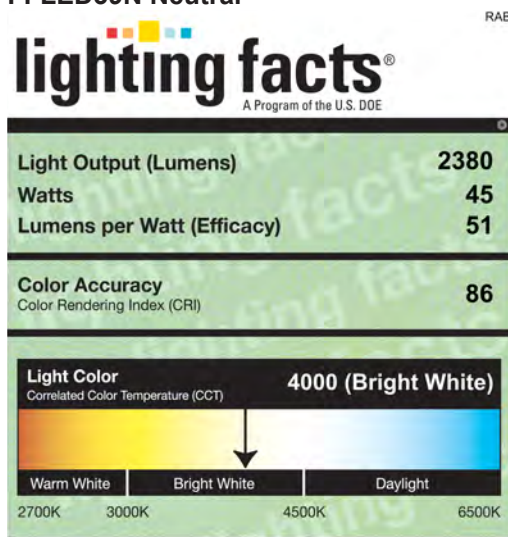 RAB
lighting facts®
A Program of the U.S. DOE
Light Output (Lumens) 2380
Watts 45
Lumens per Watt (Efficacy) 51
Color Accuracy
Color Rendering Index (CRI) 86
Light Color
Correlated Color Temperature (CCT) 4000 (Bright White)
Warm White Bright White Daylight
2700K 3000K 4500K 6500K